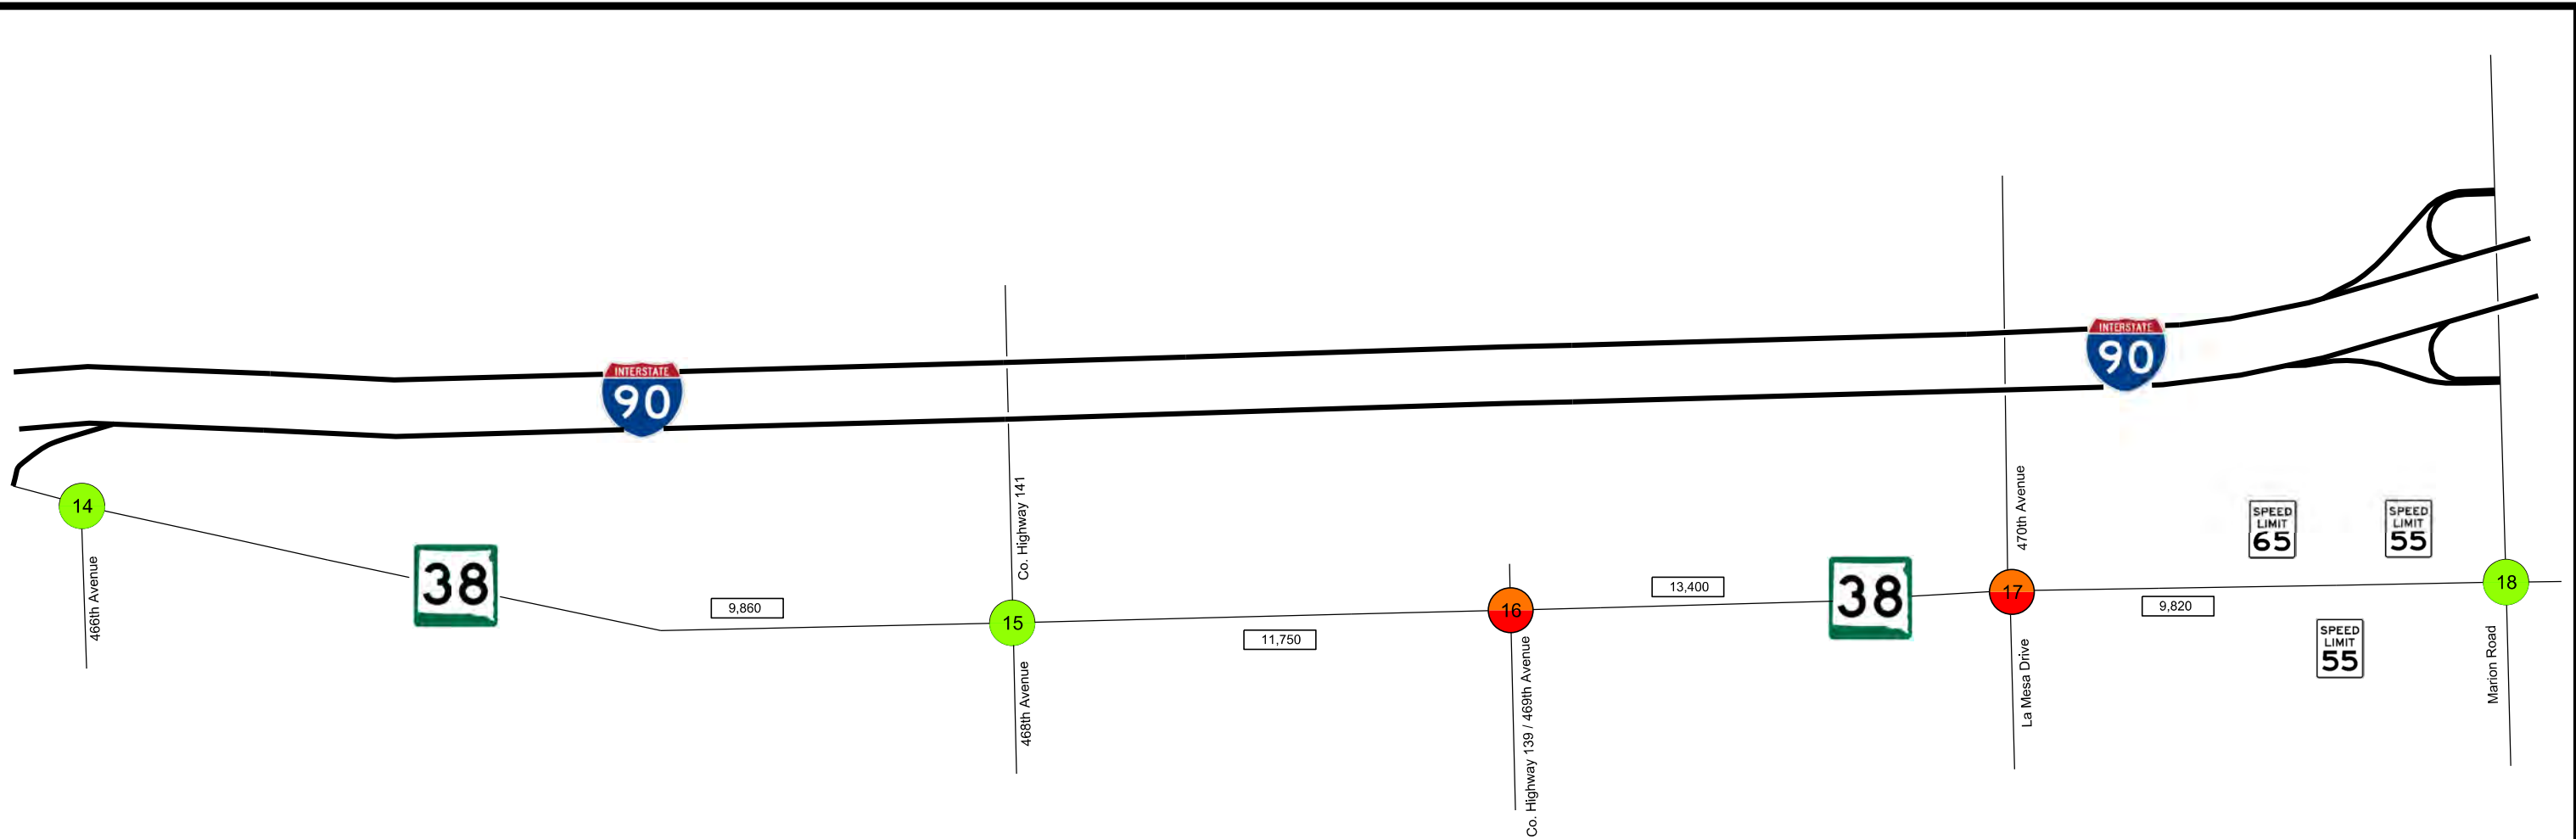 INTERSTATE
90
INTERSTATE
90
14
466th Avenue
38
9,860
Co. Highway 141
15
468th Avenue
11,750
16
Co. Highway 139 / 469th Avenue
13,400
38
470th Avenue
17
La Mesa Drive
9,820
SPEED
LIMIT
65
SPEED
LIMIT
55
SPEED
LIMIT
55
18
Marion Road